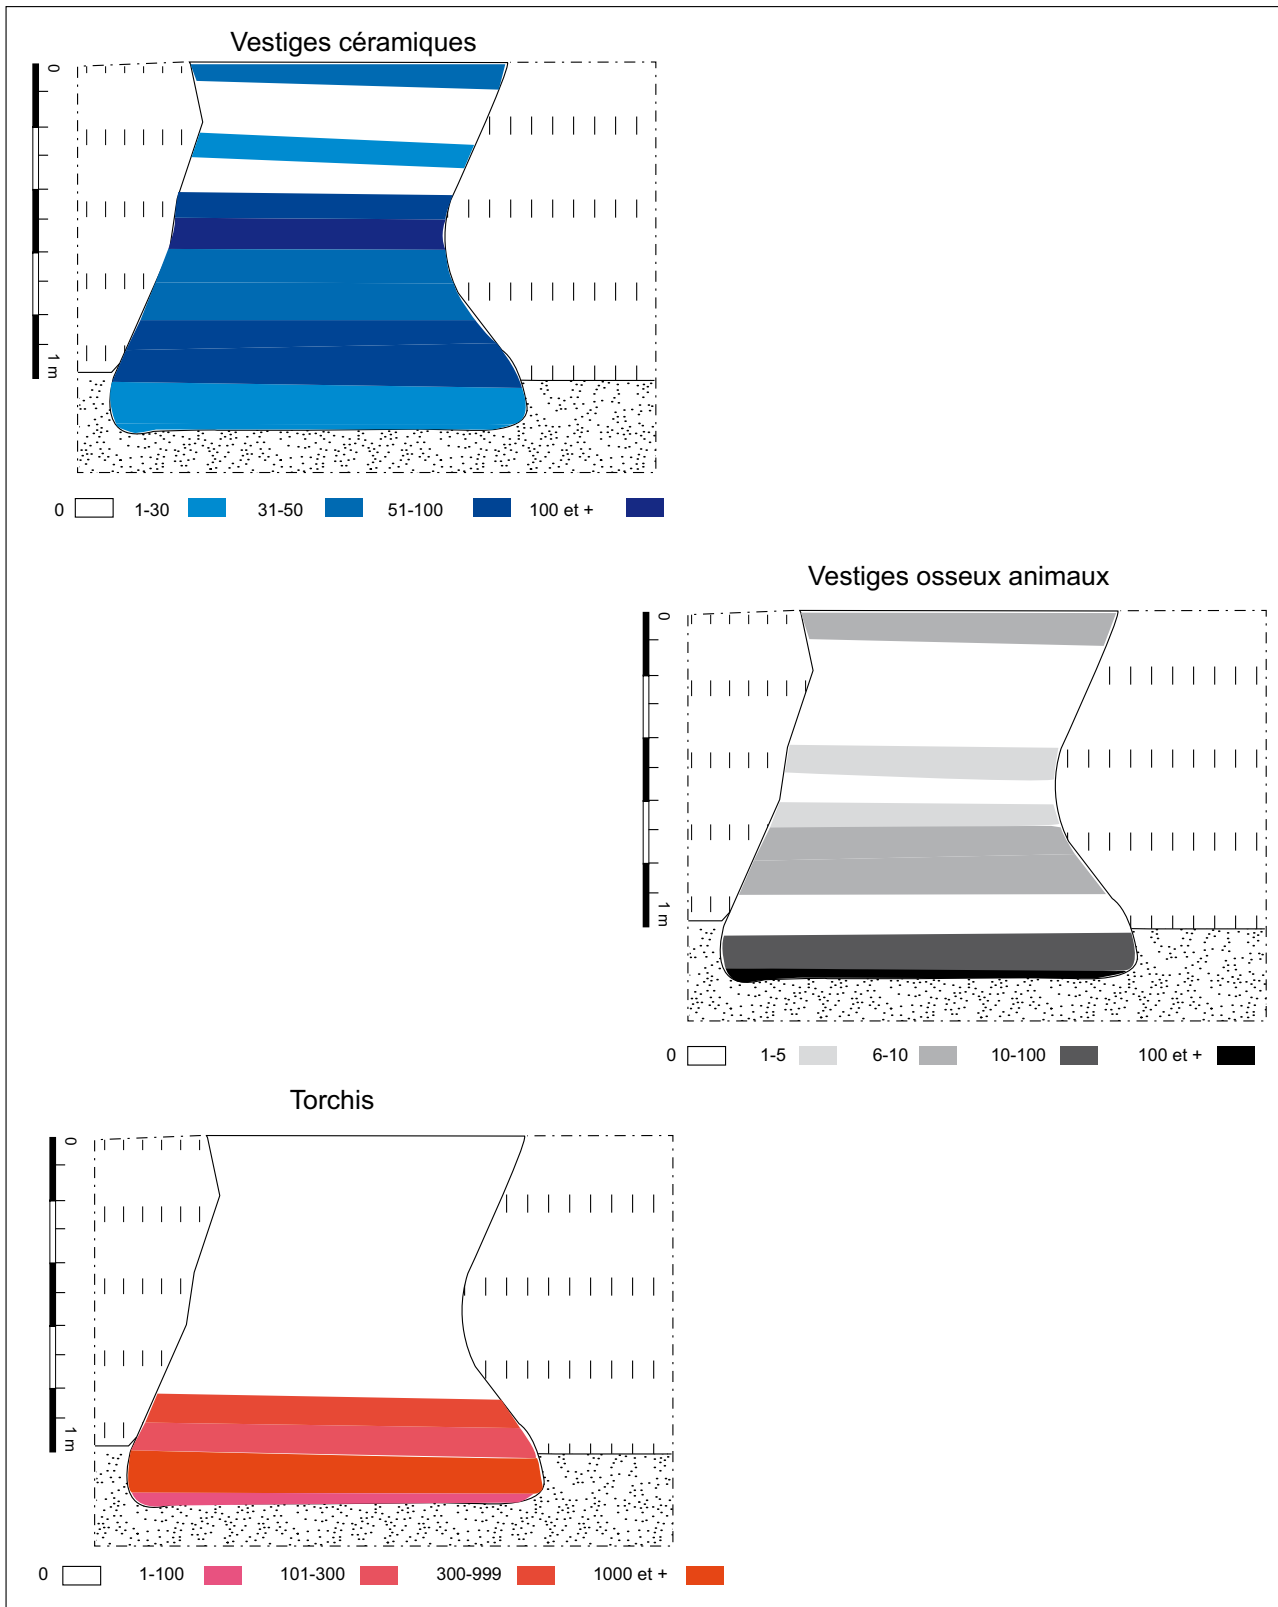 Vestiges céramiques
0
1 m
0 1-30 31-50 51-100 100 et +
Vestiges osseux animaux
0
1 m
0 1-5 6-10 10-100 100 et +
Torchis
0
1 m
0 1-100 101-300 300-999 1000 et +